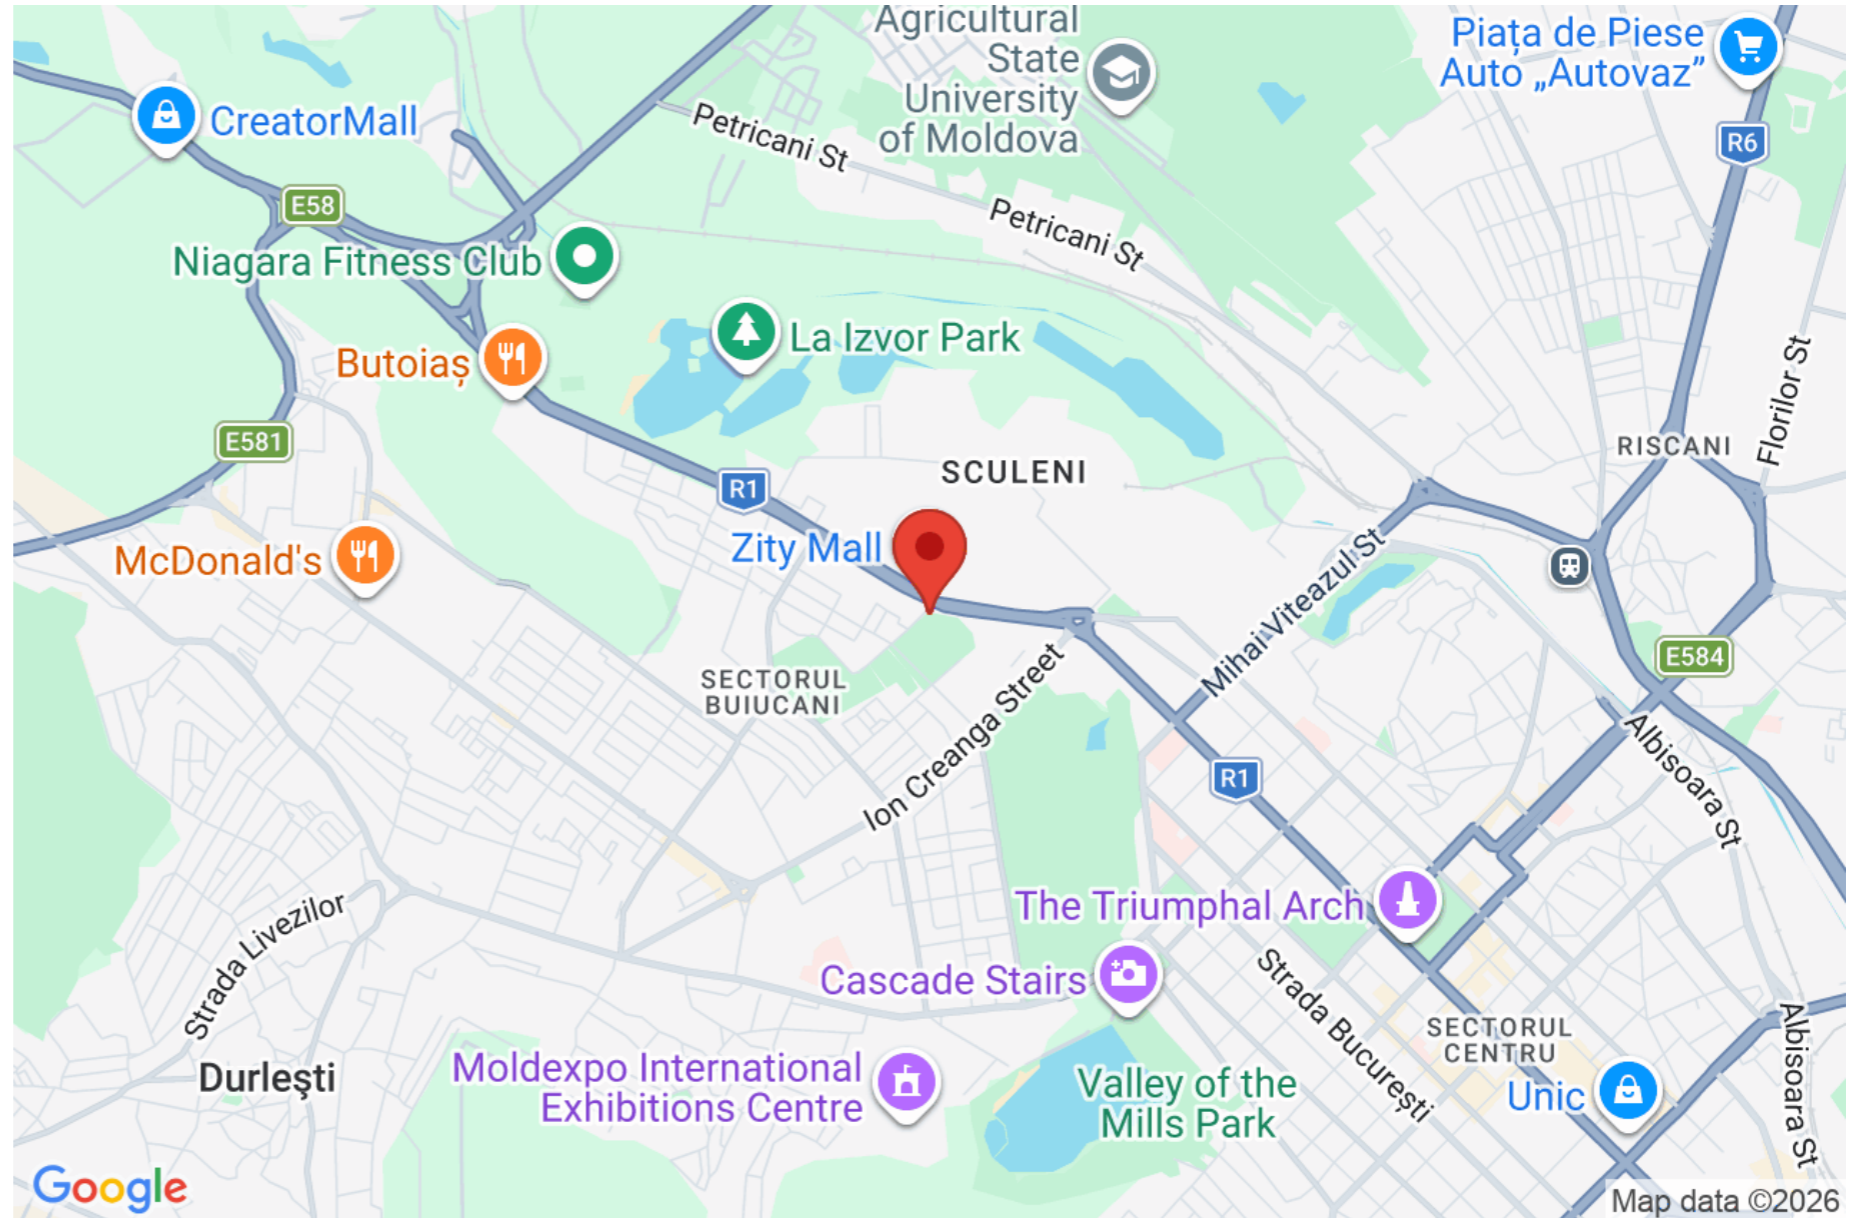 Agricultural
State
University
of Moldova
Piața de Piese
Auto „Autovaz”
CreatorMall
Petricani St
R6
E58
Petricani St
Niagara Fitness Club
La Izvor Park
Butoiaș
Florilor St
E581
RISCANI
SCULENI
R1
Zity Mall
McDonald's
Mihai Viteazul St
E584
SECTORUL
BUIUCANI
Ion Creanga Street
R1
Albisoara St
The Triumphal Arch
Strada Livezilor
Cascade Stairs
Strada București
SECTORUL
CENTRU
Albisoara St
Durlești
Moldexpo International
Exhibitions Centre
Valley of the
Mills Park
Unic
Google
Map data ©2026